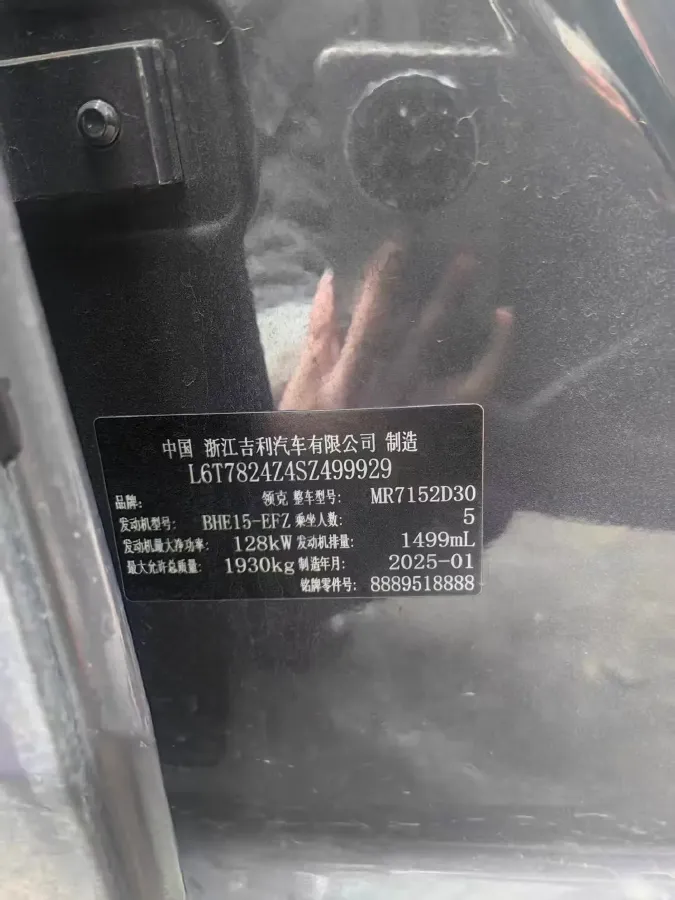 中国 浙江吉利汽车有限公司 制造
L6T7824Z4SZ499929
品牌: 领克 整车型号: MR7152D30
发动机型号: BHE15-EFZ 乘坐人数: 5
发动机最大净功率: 128kW 发动机排量: 1499mL
最大允许总质量: 1930kg 制造年月: 2025-01
铭牌零件号: 8889518888